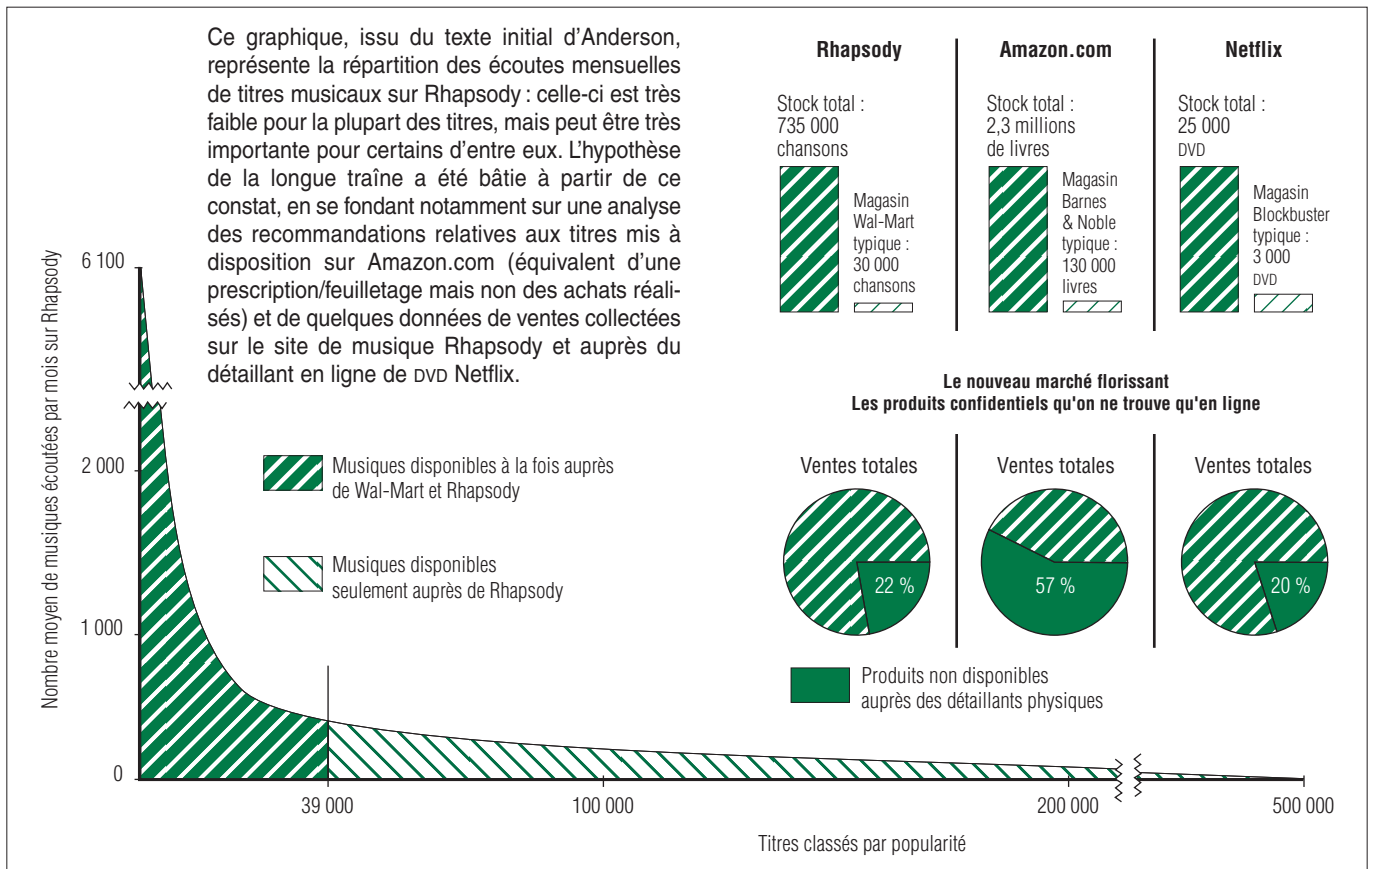 Ce graphique, issu du texte initial d'Anderson,
représente la répartition des écoutes mensuelles
de titres musicaux sur Rhapsody : celle-ci est très
faible pour la plupart des titres, mais peut être très
importante pour certains d'entre eux. L'hypothèse
de la longue traîne a été bâtie à partir de ce
constat, en se fondant notamment sur une analyse
des recommandations relatives aux titres mis à
disposition sur Amazon.com (équivalent d'une
prescription/feuilletage mais non des achats réali-
sés) et de quelques données de ventes collectées
sur le site de musique Rhapsody et auprès du
détaillant en ligne de DVD Netflix.
Nombre moyen de musiques écoutées par mois sur Rhapsody
6 100
2 000
1 000
0
Musiques disponibles à la fois auprès
de Wal-Mart et Rhapsody
Musiques disponibles
seulement auprès de Rhapsody
39 000
100 000
200 000
500 000
Titres classés par popularité
Rhapsody
Stock total :
735 000
chansons
Magasin
Wal-Mart
typique :
30 000
chansons
Amazon.com
Stock total :
2,3 millions
de livres
Magasin
Barnes
& Noble
typique :
130 000
livres
Netflix
Stock total :
25 000
DVD
Magasin
Blockbuster
typique :
3 000
DVD
Le nouveau marché florissant
Les produits confidentiels qu'on ne trouve qu'en ligne
Ventes totales
22 %
Ventes totales
57 %
Ventes totales
20 %
Produits non disponibles
auprès des détaillants physiques